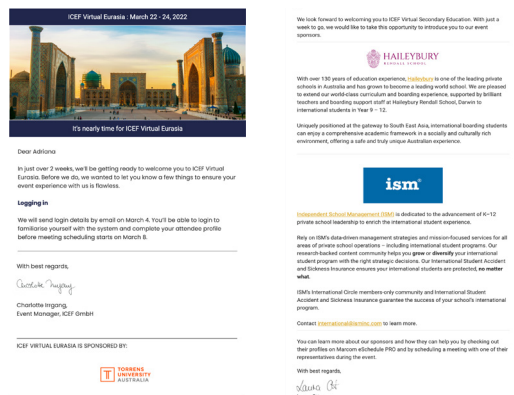 ICEF Virtual Eurasia : March 22 - 24, 2022
It's nearly time for ICEF Virtual Eurasia
Dear Adriana
In just over 2 weeks, we'll be getting ready to welcome you to ICEF Virtual
Eurasia. Before we do, we wanted to let you know a few things to ensure your
event experience with us is flawless.
Logging in
We will send login details by email on March 4. You'll be able to login to
familiarise yourself with the system and complete your attendee profile
before meeting scheduling starts on March 8.
With best regards,
Charlotte Irrgang
Charlotte Irrgang,
Event Manager, ICEF GmbH
ICEF VIRTUAL EURASIA IS SPONSORED BY:
TORRENS
UNIVERSITY
AUSTRALIA
We look forward to welcoming you to ICEF Virtual Secondary Education. With just a
week to go, we would like to take this opportunity to introduce you to our event
sponsors.
HAILEYBURY
RENDALL SCHOOL
With over 130 years of education experience, Haileybury is one of the leading private
schools in Australia and has grown to become a leading world school. We are pleased
to extend our world-class curriculum and boarding experience, supported by brilliant
teachers and boarding support staff at Haileybury Rendall School, Darwin to
international students in Year 9 – 12.
Uniquely positioned at the gateway to South East Asia, international boarding students
can enjoy a comprehensive academic framework in a socially and culturally rich
environment, offering a safe and truly unique Australian experience.
ism
Independent School Management (ISM) is dedicated to the advancement of K–12
private school leadership to enrich the international student experience.
Rely on ISM's data-driven management strategies and mission-focused services for all
areas of private school operations – including international student programs. Our
research-backed content community helps you grow or diversify your international
student program with the right strategic decisions. Our International Student Accident
and Sickness Insurance ensures your international students are protected, no matter
what.
ISM's International Circle members-only community and International Student
Accident and Sickness Insurance guarantee the success of your school's international
program.
Contact international@isminc.com to learn more.
You can learn more about our sponsors and how they can help you by checking out
their profiles on Marcom eSchedule PRO and by scheduling a meeting with one of their
representatives during the event.
With best regards,
Laura